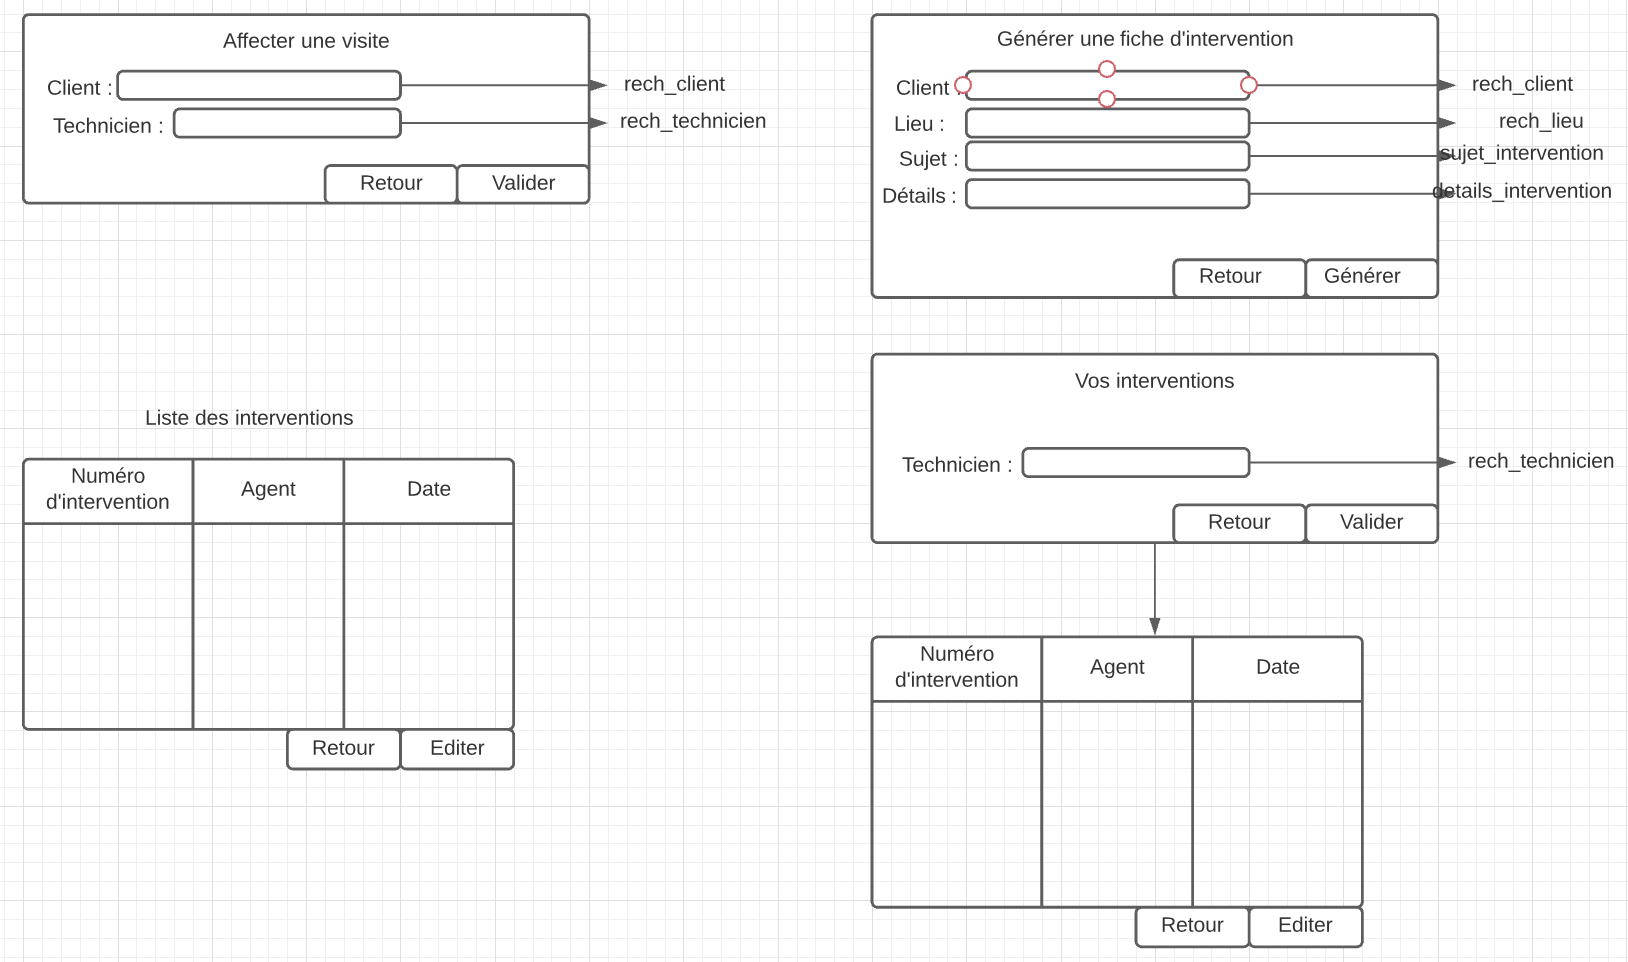 Affecter une visite
Client :
rech_client
Technicien :
rech_technicien
Retour
Valider
Générer une fiche d'intervention
Client :
rech_client
Lieu :
rech_lieu
Sujet :
sujet_intervention
Détails :
details_intervention
Retour
Générer
Liste des interventions
Numéro
d'intervention
Agent
Date
Retour
Editer
Vos interventions
Technicien :
rech_technicien
Retour
Valider
Numéro
d'intervention
Agent
Date
Retour
Editer